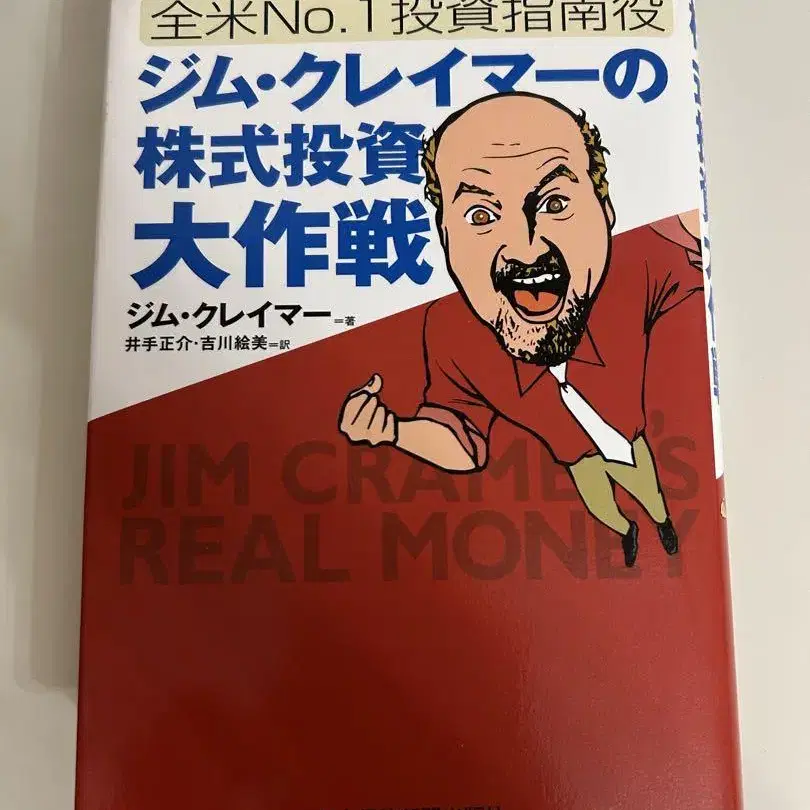 全米No.1投資指南役
ジム・クレイマーの
株式投資
大作戦
ジム・クレイマー=著
井手正介・吉川絵美=訳
JIM CRAMER'S
REAL MONEY